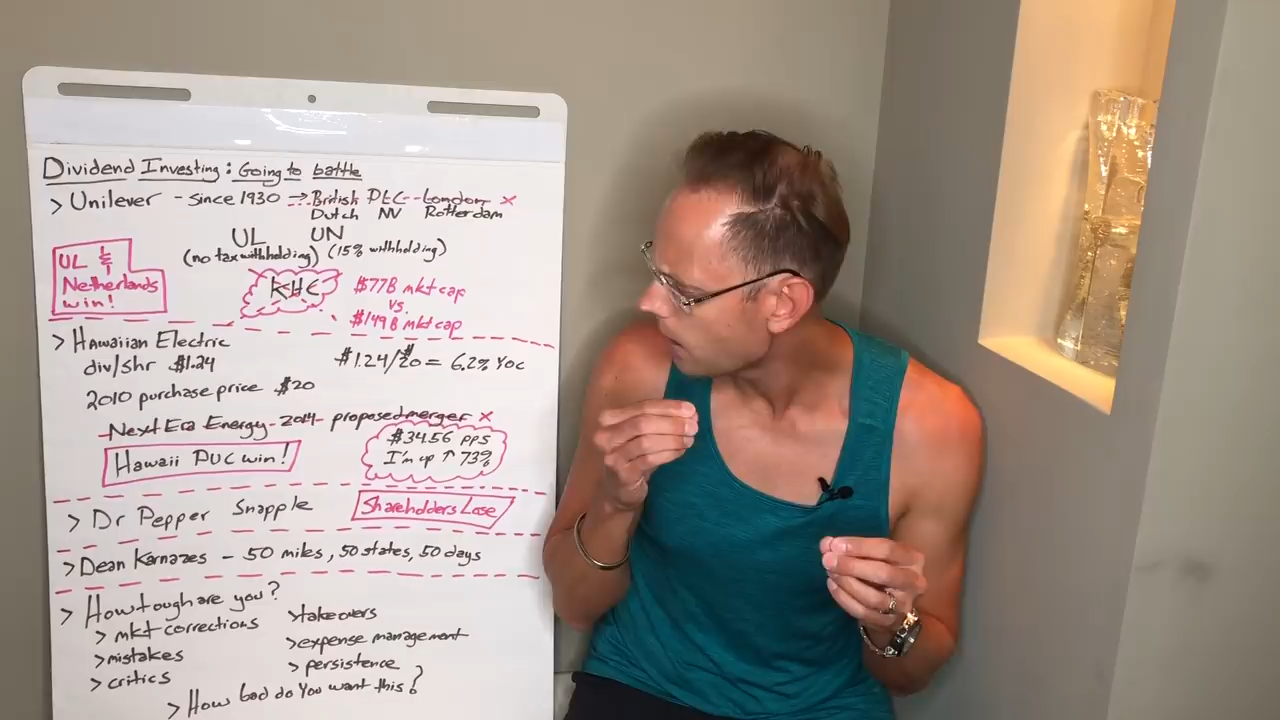 Dividend Investing: Going to battle
> Unilever - since 1930 → British PLC - London x
Dutch NV Rotterdam
UL UN
(no tax withholding) (15% withholding)
UL &
Netherlands
win!
KHC
$77B mkt cap
vs.
$149B mkt cap
> Hawaiian Electric
div/shr $1.24
$1.24/$20 = 6.2% YOC
2010 purchase price $20
Next Era Energy - 2014 - proposed merger x
$34.56 PPS
I'm up ↑ 73%
Hawaii PUC win!
> Dr Pepper Snapple
Shareholders Lose
> Dean Karnazes - 50 miles, 50 states, 50 days
> How tough are you?
> mkt corrections
> mistakes
> critics
> takeovers
> expense management
> persistence
> How bad do You want this?